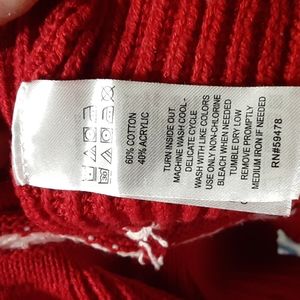 60% COTTON
40% ACRYLIC
TURN INSIDE OUT
MACHINE WASH COOL -
DELICATE CYCLE
WASH WITH LIKE COLORS
USE ONLY NON-CHLORINE
BLEACH WHEN NEEDED
TUMBLE DRY LOW
REMOVE PROMPTLY
MEDIUM IRON IF NEEDED
RN#59478